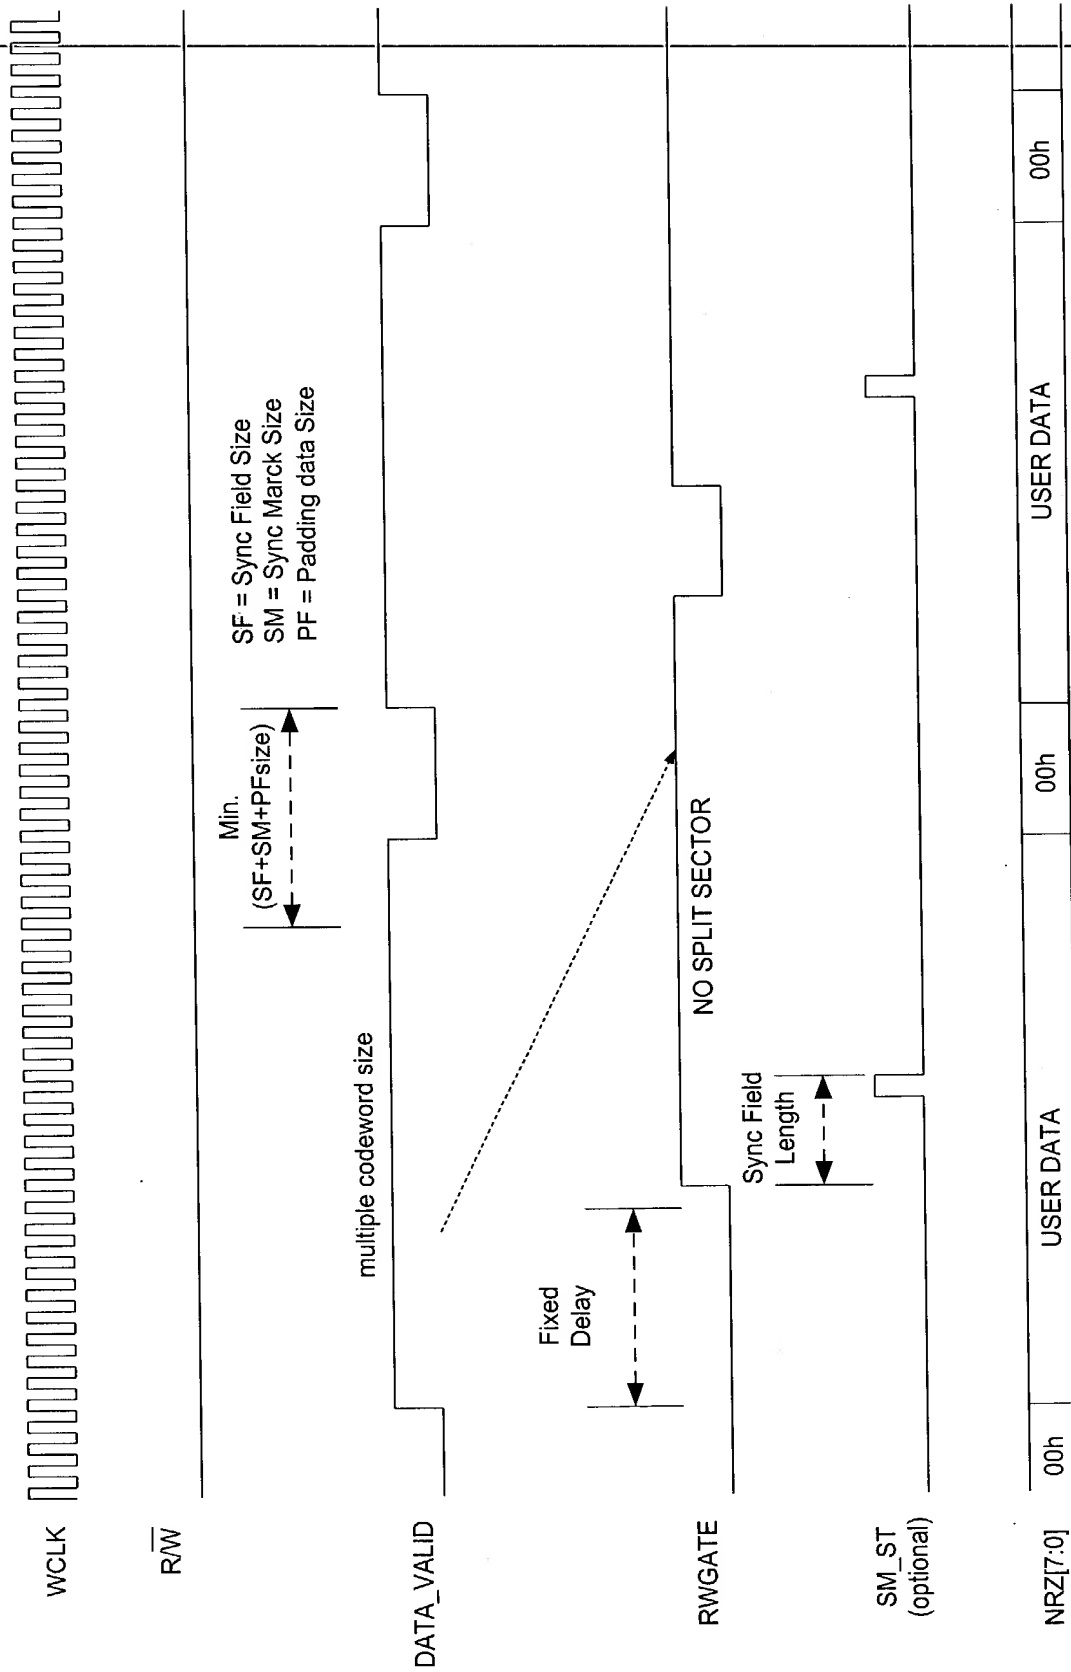 WCLK
R/W
SF = Sync Field Size
SM = Sync Marck Size
PF = Padding data Size
Min.
(SF+SM+PFsize)
multiple codeword size
DATA_VALID
Fixed
Delay
NO SPLIT SECTOR
RWGATE
Sync Field
Length
SM_ST
(optional)
NRZ[7:0]
00h
USER DATA
00h
USER DATA
00h